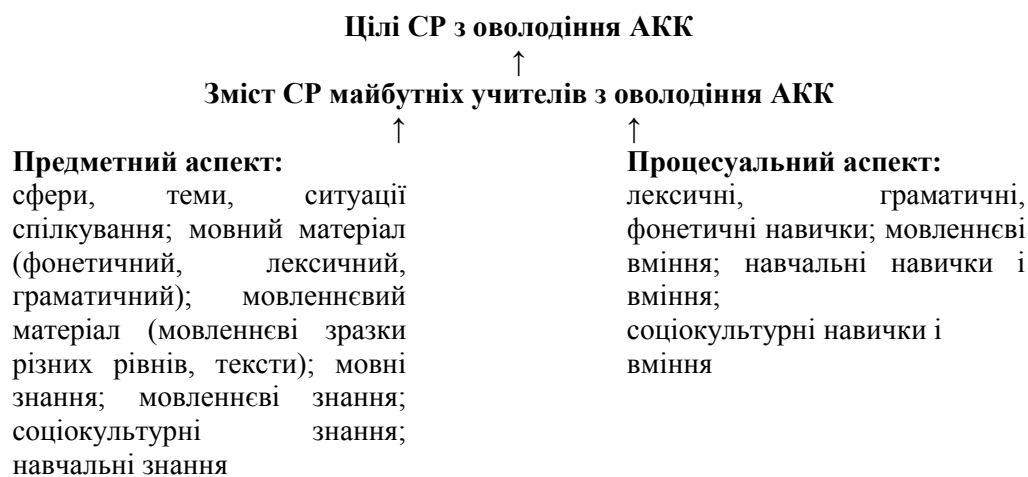 Цілі СР з оволодіння АКК
↑
Зміст СР майбутніх учителів з оволодіння АКК
↑ ↑
Предметний аспект:
сфери, теми, ситуації
спілкування; мовний матеріал
(фонетичний, лексичний,
граматичний); мовленнєвий
матеріал (мовленнєві зразки
різних рівнів, тексти); мовні
знання; мовленнєві знання;
соціокультурні знання;
навчальні знання
Процесуальний аспект:
лексичні, граматичні,
фонетичні навички; мовленнєві
вміння; навчальні навички і
вміння;
соціокультурні навички і
вміння